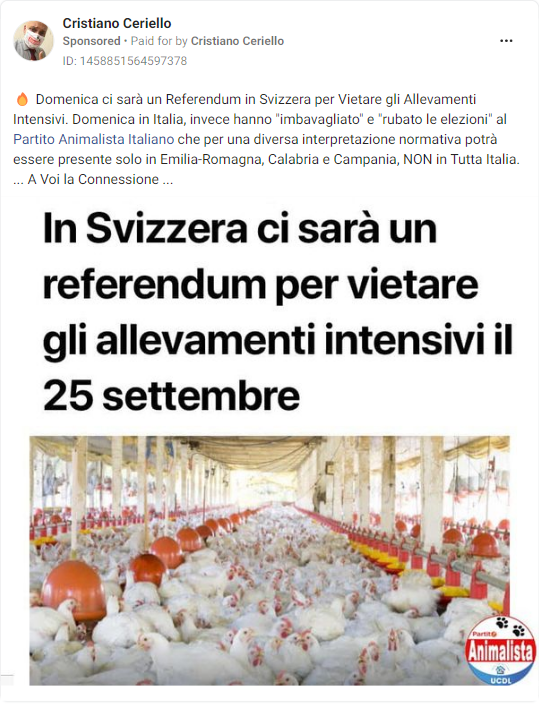 Cristiano Ceriello
Sponsored • Paid for by Cristiano Ceriello
ID: 1458851564597378
🔥 Domenica ci sarà un Referendum in Svizzera per Vietare gli Allevamenti
Intensivi. Domenica in Italia, invece hanno "imbavagliato" e "rubato le elezioni" al
Partito Animalista Italiano che per una diversa interpretazione normativa potrà
essere presente solo in Emilia-Romagna, Calabria e Campania, NON in Tutta Italia.
... A Voi la Connessione ...
In Svizzera ci sarà un
referendum per vietare
gli allevamenti intensivi il
25 settembre
Partito
Animalista
UCDL